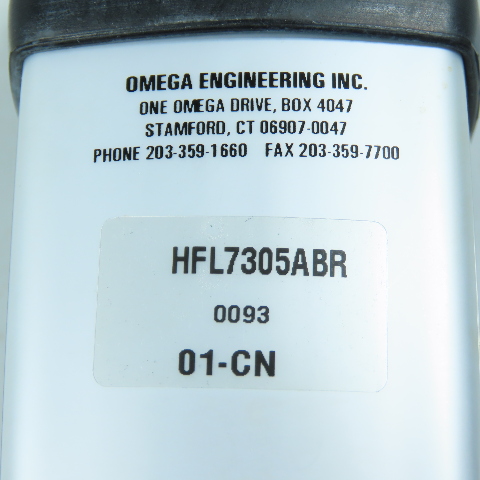 OMEGA ENGINEERING INC.
ONE OMEGA DRIVE, BOX 4047
STAMFORD, CT 06907-0047
PHONE 203-359-1660 FAX 203-359-7700
HFL7305ABR
0093
01-CN